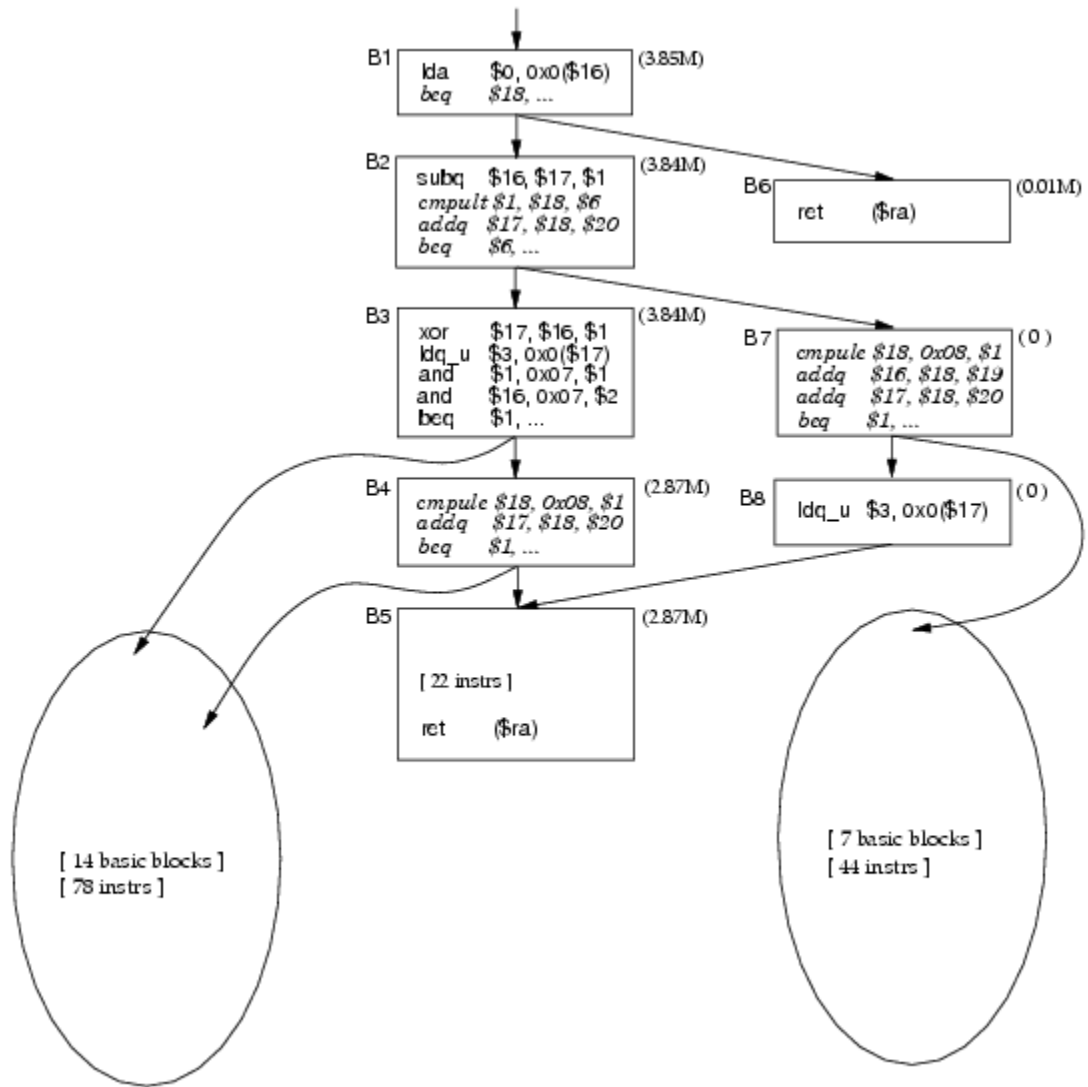 B1
(3.85M)
lda $0, 0x0($16)
beq $18, ...
B2
(3.84M)
subq $16, $17, $1
cmpult $1, $18, $6
addq $17, $18, $20
beq $6, ...
B6
(0.01M)
ret ($ra)
B3
(3.84M)
xor $17, $16, $1
ldq_u $3, 0x0($17)
and $1, 0x07, $1
and $16, 0x07, $2
beq $1, ...
B7
( 0 )
cmpule $18, 0x08, $1
addq $16, $18, $19
addq $17, $18, $20
beq $1, ...
B4
(2.87M)
cmpule $18, 0x08, $1
addq $17, $18, $20
beq $1, ...
B8
( 0 )
ldq_u $3, 0x0($17)
B5
(2.87M)
[ 22 instrs ]
ret ($ra)
[ 14 basic blocks ]
[ 78 instrs ]
[ 7 basic blocks ]
[ 44 instrs ]